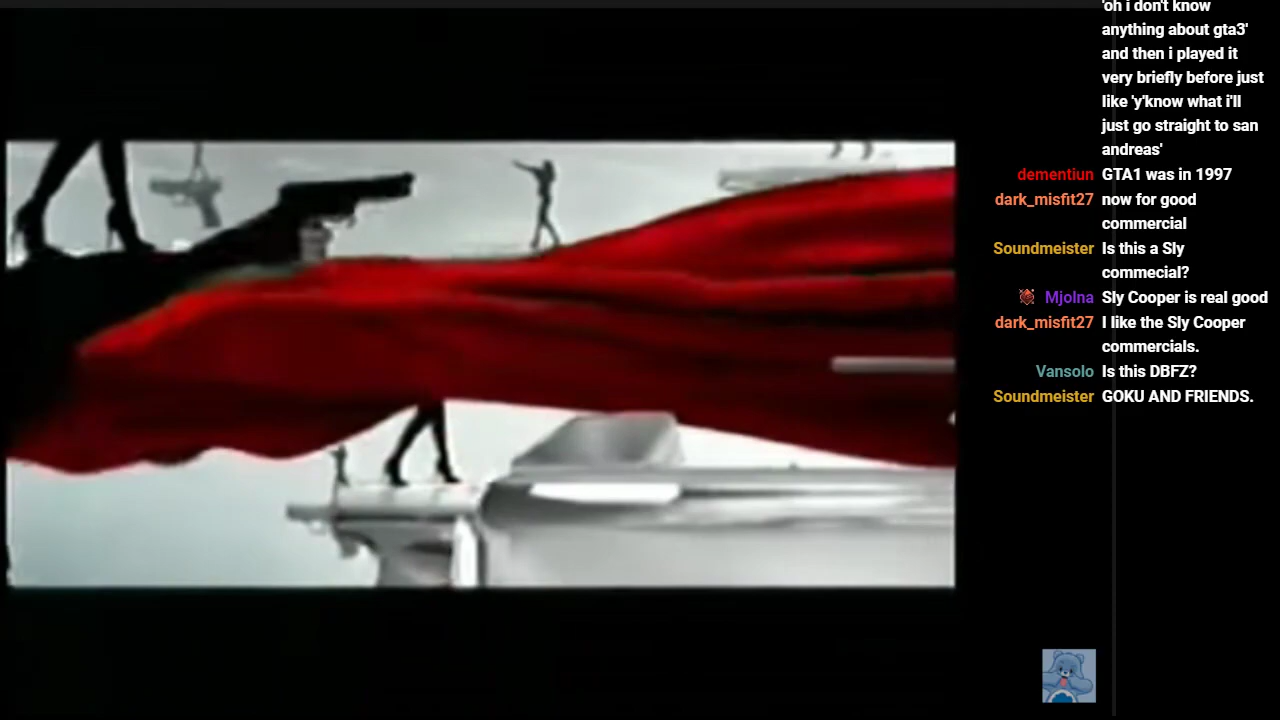 'oh i don't know
anything about gta3'
and then i played it
very briefly before just
like 'y'know what i'll
just go straight to san
andreas'
dementiun GTA1 was in 1997
dark_misfit27 now for good
commercial
Soundmeister Is this a Sly
commecial?
Mjolna Sly Cooper is real good
dark_misfit27 I like the Sly Cooper
commercials.
Vansolo Is this DBFZ?
Soundmeister GOKU AND FRIENDS.